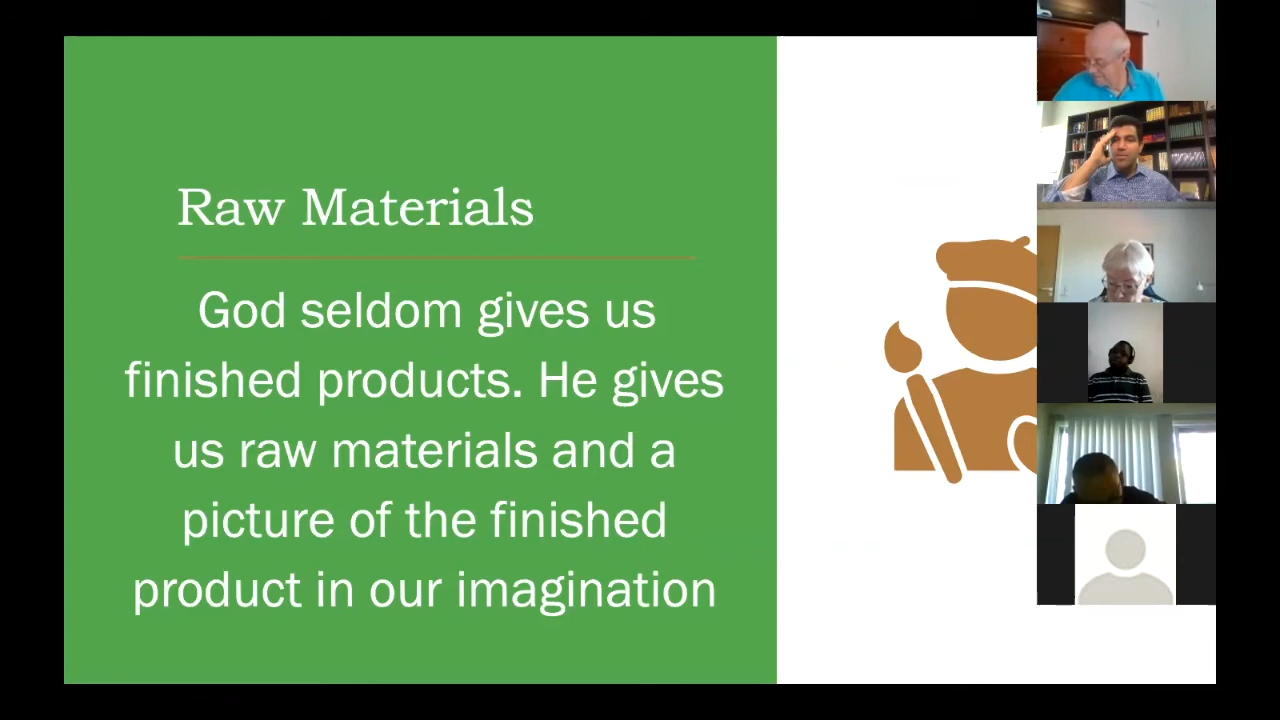 Raw Materials
God seldom gives us
finished products. He gives
us raw materials and a
picture of the finished
product in our imagination